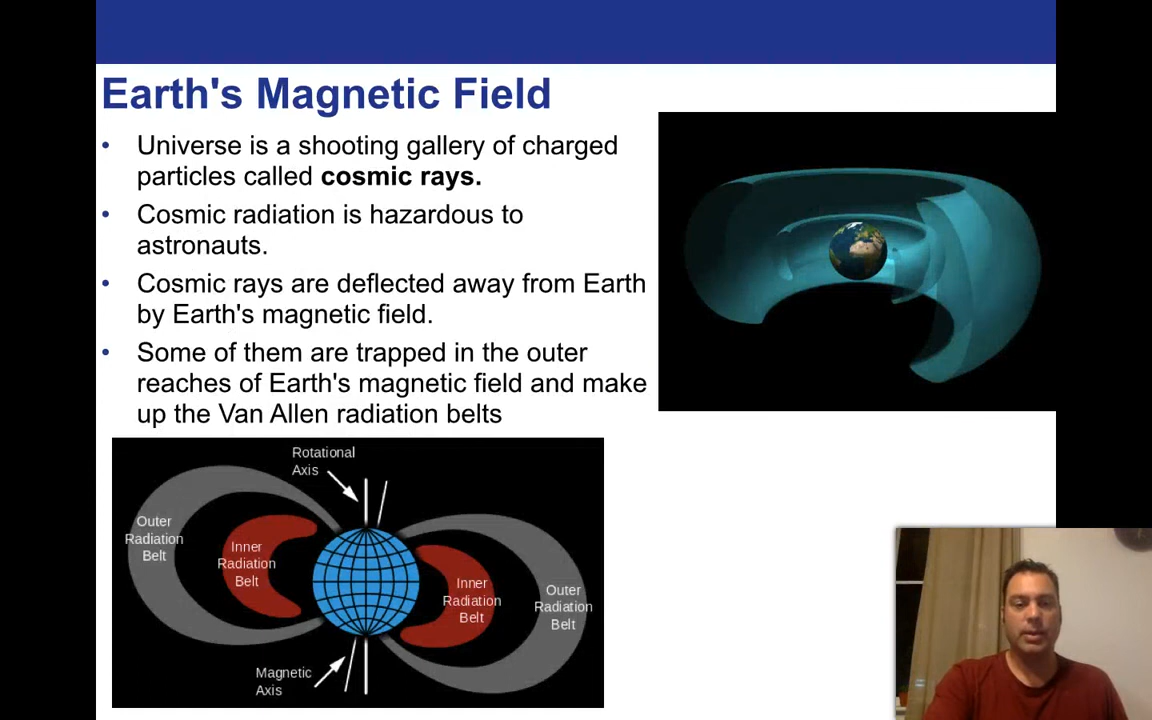 Earth's Magnetic Field
• Universe is a shooting gallery of charged
particles called cosmic rays.
• Cosmic radiation is hazardous to
astronauts.
• Cosmic rays are deflected away from Earth
by Earth's magnetic field.
• Some of them are trapped in the outer
reaches of Earth's magnetic field and make
up the Van Allen radiation belts
Rotational
Axis
Outer
Radiation
Belt
Inner
Radiation
Belt
Inner
Radiation
Belt
Outer
Radiation
Belt
Magnetic
Axis